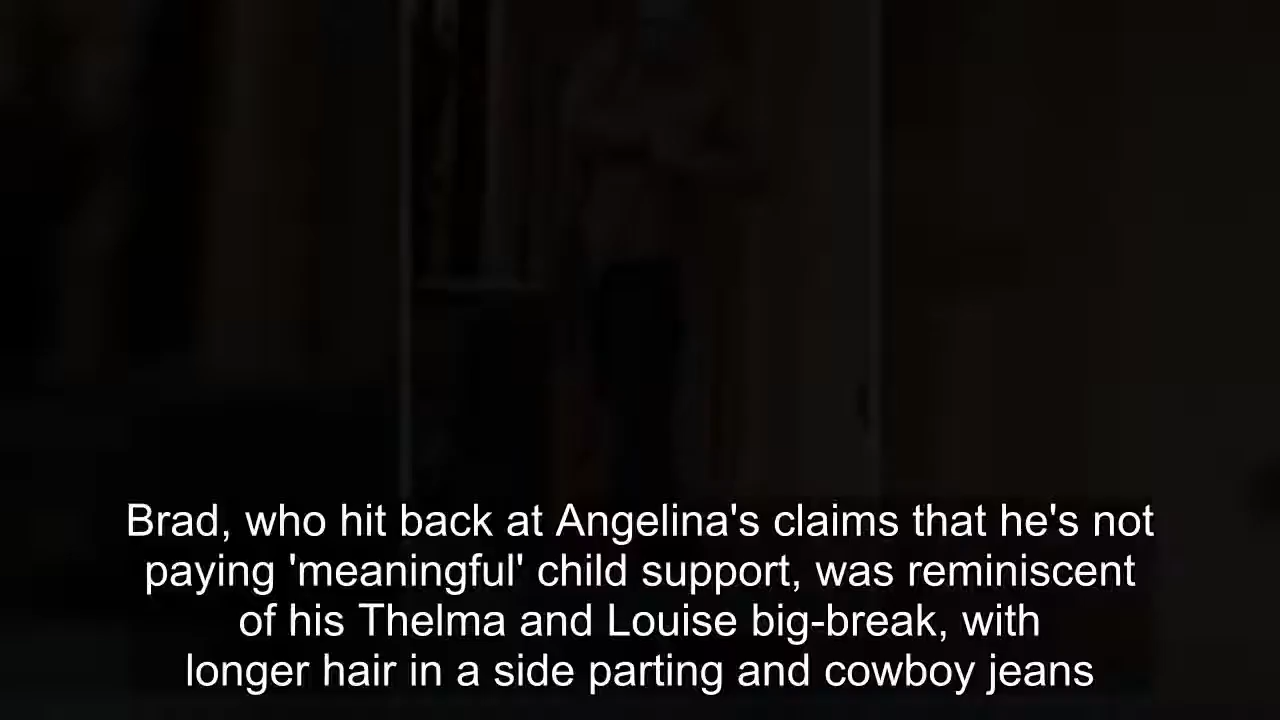 Brad, who hit back at Angelina's claims that he's not
paying 'meaningful' child support, was reminiscent
of his Thelma and Louise big-break, with
longer hair in a side parting and cowboy jeans